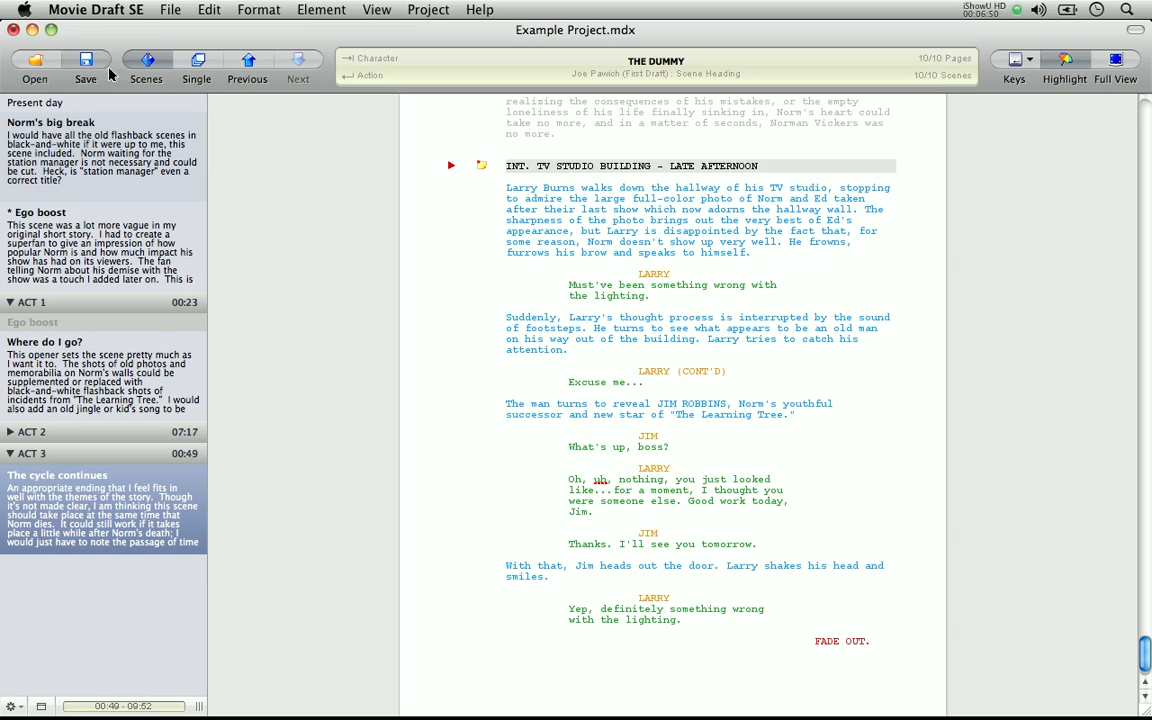 Movie Draft SE File Edit Format Element View Project Help
iShowU HD
00:06:50
Example Project.mdx
Open Save Scenes Single Previous Next
Character
Action
THE DUMMY
Joe Pawich (First Draft) : Scene Heading
10/10 Pages
10/10 Scenes
Keys Highlight Full View
Present day
Norm's big break
I would have all the old flashback scenes in
black-and-white if it were up to me, this
scene included. Norm waiting for the
station manager is not necessary and could
be cut. Heck, is "station manager" even a
correct title?
* Ego boost
This scene was a lot more vague in my
original short story. I had to create a
superfan to give an impression of how
popular Norm is and how much impact his
show has had on its viewers. The fan
telling Norm about his demise with the
show was a touch I added later on. This is
ACT 1 00:23
Ego boost
Where do I go?
This opener sets the scene pretty much as
I want it to. The shots of old photos and
memorabilia on Norm's walls could be
supplemented or replaced with
black-and-white flashback shots of
incidents from "The Learning Tree." I would
also add an old jingle or kid's song to be
ACT 2 07:17
ACT 3 00:49
The cycle continues
An appropriate ending that I feel fits in
well with the themes of the story. Though
it's not made clear, I am thinking this scene
should take place at the same time that
Norm dies. It could still work if it takes
place a little while after Norm's death; I
would just have to note the passage of time
00:49 - 09:52
realizing the consequences of his mistakes, or the empty
loneliness of his life finally sinking in, Norm's heart could
take no more, and in a matter of seconds, Norman Vickers was
no more.
INT. TV STUDIO BUILDING - LATE AFTERNOON
Larry Burns walks down the hallway of his TV studio, stopping
to admire the large full-color photo of Norm and Ed taken
after their last show which now adorns the hallway wall. The
sharpness of the photo brings out the very best of Ed's
appearance, but Larry is disappointed by the fact that, for
some reason, Norm doesn't show up very well. He frowns,
furrows his brow and speaks to himself.
LARRY
Must've been something wrong with
the lighting.
Suddenly, Larry's thought process is interrupted by the sound
of footsteps. He turns to see what appears to be an old man
on his way out of the building. Larry tries to catch his
attention.
LARRY (CONT'D)
Excuse me...
The man turns to reveal JIM ROBBINS, Norm's youthful
successor and new star of "The Learning Tree."
JIM
What's up, boss?
LARRY
Oh, uh, nothing, you just looked
like...for a moment, I thought you
were someone else. Good work today,
Jim.
JIM
Thanks. I'll see you tomorrow.
With that, Jim heads out the door. Larry shakes his head and
smiles.
LARRY
Yep, definitely something wrong
with the lighting.
FADE OUT.